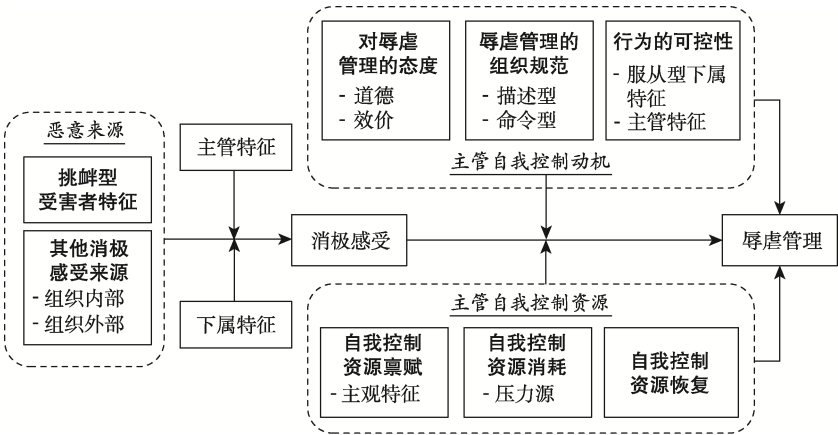 对辱虐
管理的态度
- 道德
- 效价
辱虐管理的
组织规范
- 描述型
- 命令型
行为的可控性
- 服从型下属
特征
- 主管特征
主管自我控制动机
恶意来源
挑衅型
受害者特征
其他消极
感受来源
- 组织内部
- 组织外部
主管特征
下属特征
消极感受
辱虐管理
主管自我控制资源
自我控制
资源禀赋
- 主观特征
自我控制
资源消耗
- 压力源
自我控制
资源恢复